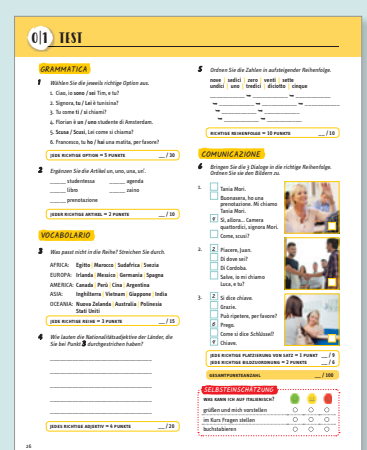 0|1 TEST
GRAMMATICA
1 Wählen Sie die jeweils richtige Option aus.
1. Ciao, io sono / sei Tim, e tu?
2. Signora, tu / Lei è tunisina?
3. Tu come ti / si chiami?
4. Florian è un / uno studente di Amsterdam.
5. Scusa / Scusi, Lei come si chiama?
6. Francesco, tu ho / hai una matita, per favore?
JEDE RICHTIGE OPTION = 5 PUNKTE __ / 30
2 Ergänzen Sie die Artikel un, uno, una, un'.
_____ studentessa _____ agenda
_____ libro _____ zaino
_____ prenotazione
JEDER RICHTIGE ARTIKEL = 2 PUNKTE __ / 10
VOCABOLARIO
3 Was passt nicht in die Reihe? Streichen Sie durch.
AFRICA: Egitto | Marocco | Sudafrica | Svezia
EUROPA: Irlanda | Messico | Germania | Spagna
AMERICA: Canada | Perù | Cina | Argentina
ASIA: Inghilterra | Vietnam | Giappone | India
OCEANIA: Nuova Zelanda | Australia | Polinesia
Stati Uniti
JEDE RICHTIGE REIHE = 3 PUNKTE __ / 15
4 Wie lauten die Nationalitätsadjektive der Länder, die
Sie bei Punkt 3 durchgestrichen haben?
JEDES RICHTIGE ADJEKTIV = 4 PUNKTE __ / 20
26
5 Ordnen Sie die Zahlen in aufsteigender Reihenfolge.
nove | sedici | zero | venti | sette
undici | uno | tredici | diciotto | cinque
RICHTIGE REIHENFOLGE = 10 PUNKTE __ / 10
COMUNICAZIONE
6 Bringen Sie die 3 Dialoge in die richtige Reihenfolge.
Ordnen Sie sie den Bildern zu.
1. Tania Mori.
Buonasera, ho una
prenotazione. Mi chiamo
Tania Mori.
Sì, allora... Camera
quattordici, signora Mori.
Come, scusi?
2. 2 Piacere, Juan.
Di dove sei?
Di Cordoba.
Salve, io mi chiamo
Luca, e tu?
3. 2 Si dice chiave.
Grazie.
Può ripetere, per favore?
Prego.
Come si dice Schlüssel?
Chiave.
JEDE RICHTIGE PLATZIERUNG VON SATZ = 1 PUNKT __ / 9
JEDE RICHTIGE BILDZUORDNUNG = 2 PUNKTE __ / 6
GESAMTPUNKTEANZAHL __ / 100
SELBSTEINSCHÄTZUNG
WAS KANN ICH AUF ITALIENISCH?
grüßen und mich vorstellen
im Kurs Fragen stellen
buchstabieren